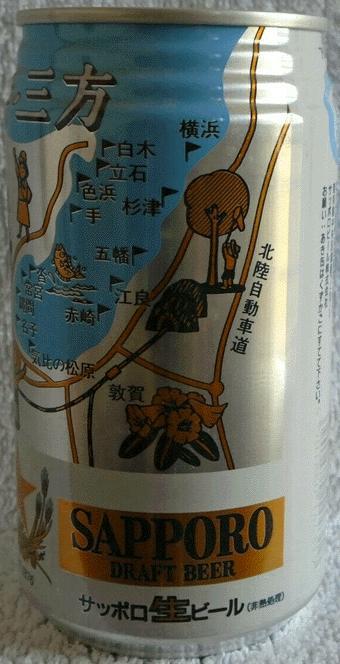 三方
横浜
白木
立石
色浜
杉津
手
五幡
江良
赤崎
気比の松原
敦賀
北陸自動車道
SAPPORO
DRAFT BEER
サッポロ生ビール(非熱処理)